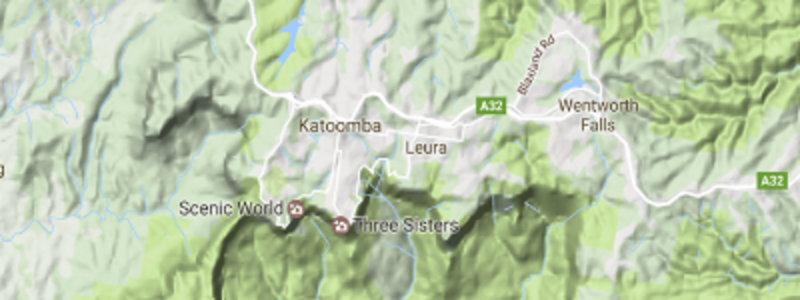 Blaxland Rd
A32
Wentworth
Falls
Katoomba
Leura
A32
Scenic World
Three Sisters
g